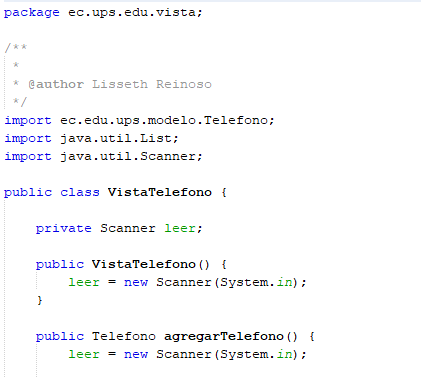 package ec.ups.edu.vista;
/**
*
* @author Lisseth Reinoso
*/
import ec.edu.ups.modelo.Telefono;
import java.util.List;
import java.util.Scanner;
public class VistaTelefono {
private Scanner leer;
public VistaTelefono() {
leer = new Scanner(System.in);
}
public Telefono agregarTelefono() {
leer = new Scanner(System.in);